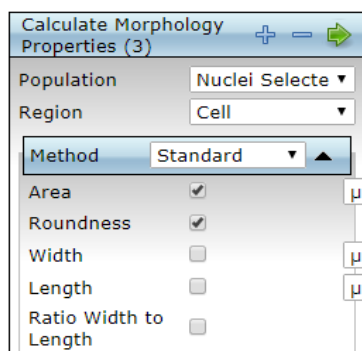 Calculate Morphology
Properties (3)
Population Nuclei Selecte
Region Cell
Method Standard
Area µ
Roundness
Width µ
Length µ
Ratio Width to
Length